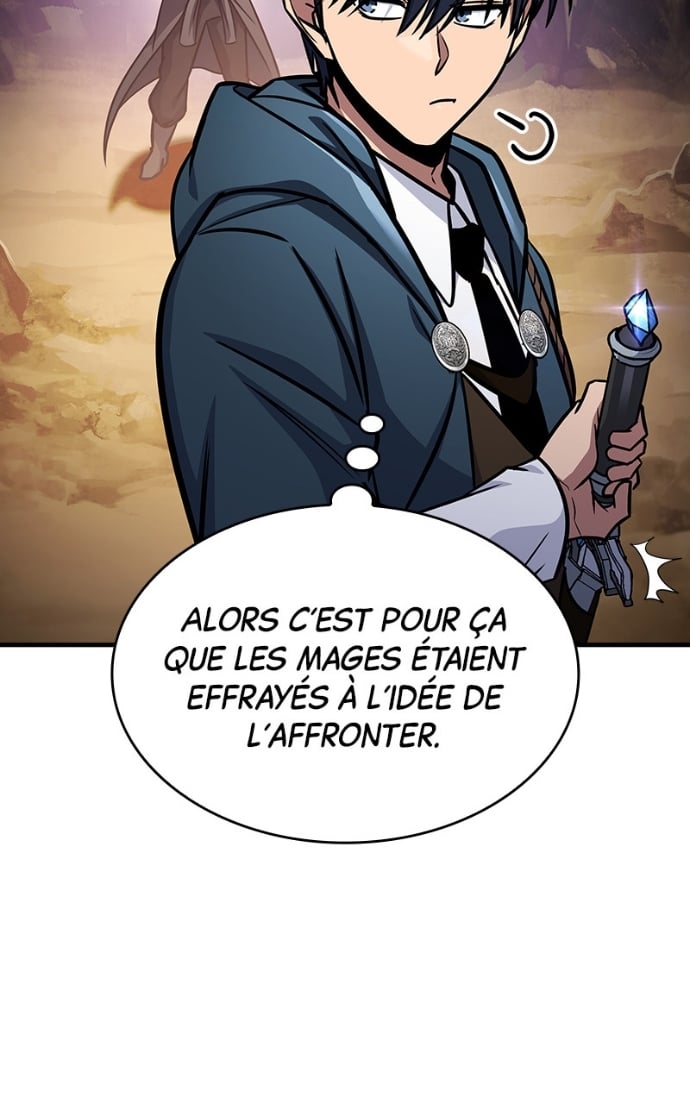 ALORS C'EST POUR ÇA
QUE LES MAGES ÉTAIENT
EFFRAYÉS À L'IDÉE DE
L'AFFRONTER.